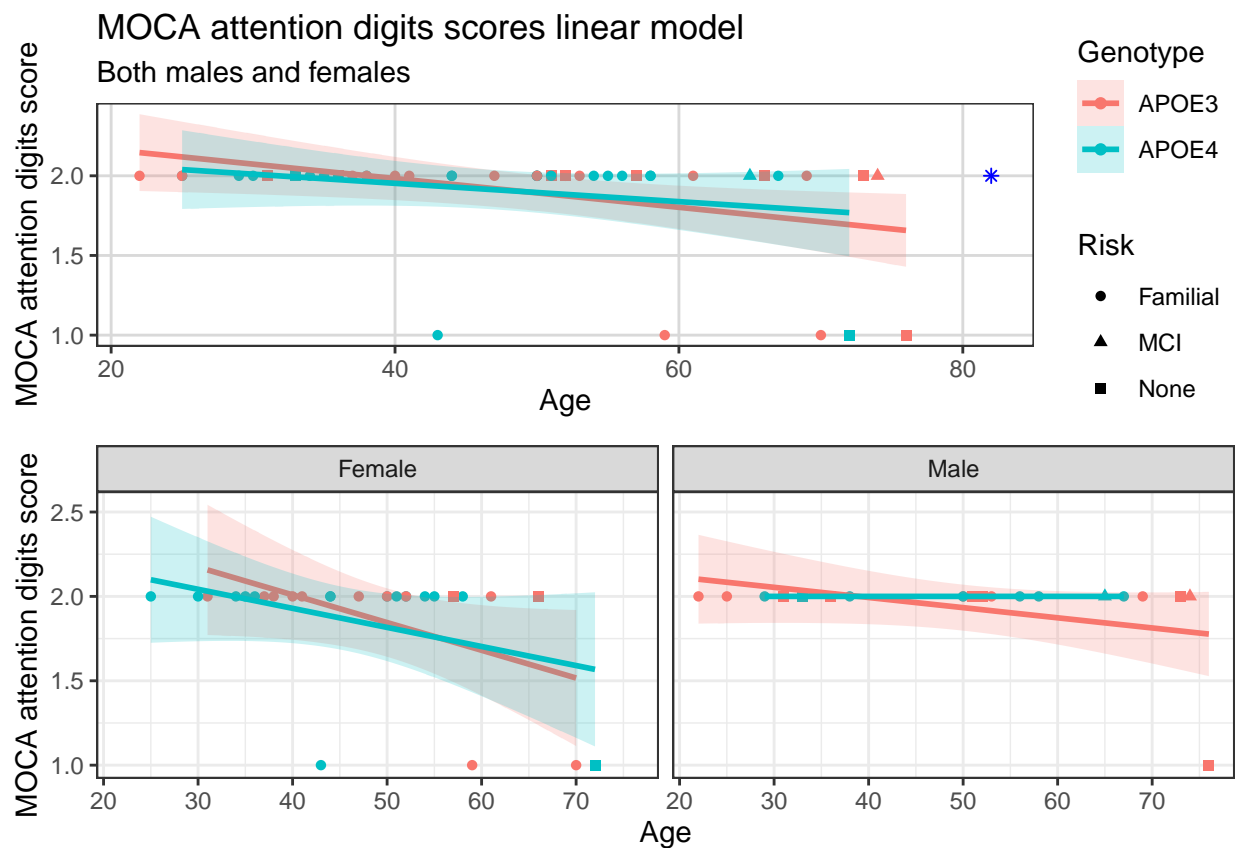 MOCA attention digits scores linear model
Both males and females
MOCA attention digits score
2.0
1.5
1.0
20 40 60 80
Age
Genotype
APOE3
APOE4
Risk
Familial
MCI
None
Female Male
MOCA attention digits score
2.5
2.0
1.5
1.0
20 30 40 50 60 70 20 30 40 50 60 70
Age